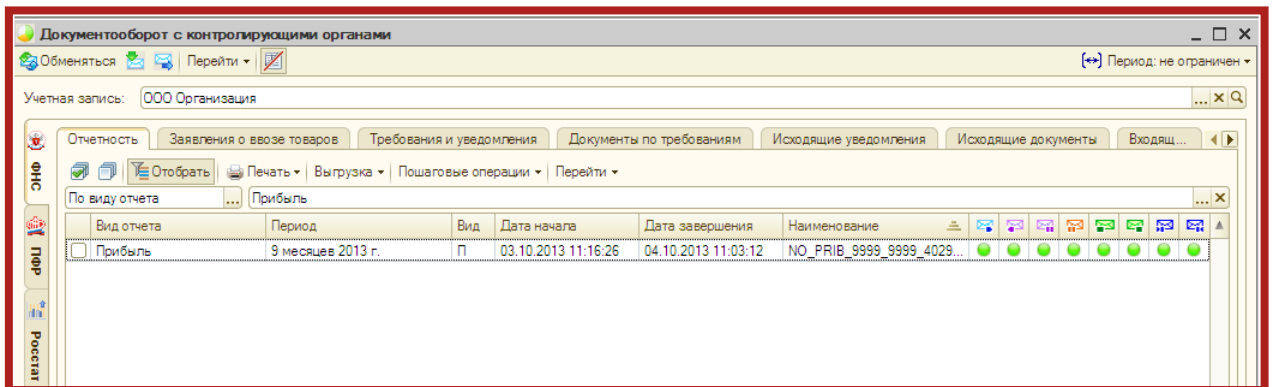 Документооборот с контролирующими органами
Обменяться Перейти Период: не ограничен
Учетная запись: ООО Организация ...
ФНС
ПФР
Росстат
Отчетность Заявления о ввозе товаров Требования и уведомления Документы по требованиям Исходящие уведомления Исходящие документы Входящ...
Отобрать Печать Выгрузка Пошаговые операции Перейти
По виду отчета ... Прибыль ...
Вид отчета Период Вид Дата начала Дата завершения Наименование
Прибыль 9 месяцев 2013 г. П 03.10.2013 11:16:26 04.10.2013 11:03:12 NO_PRIB_9999_9999_4029...